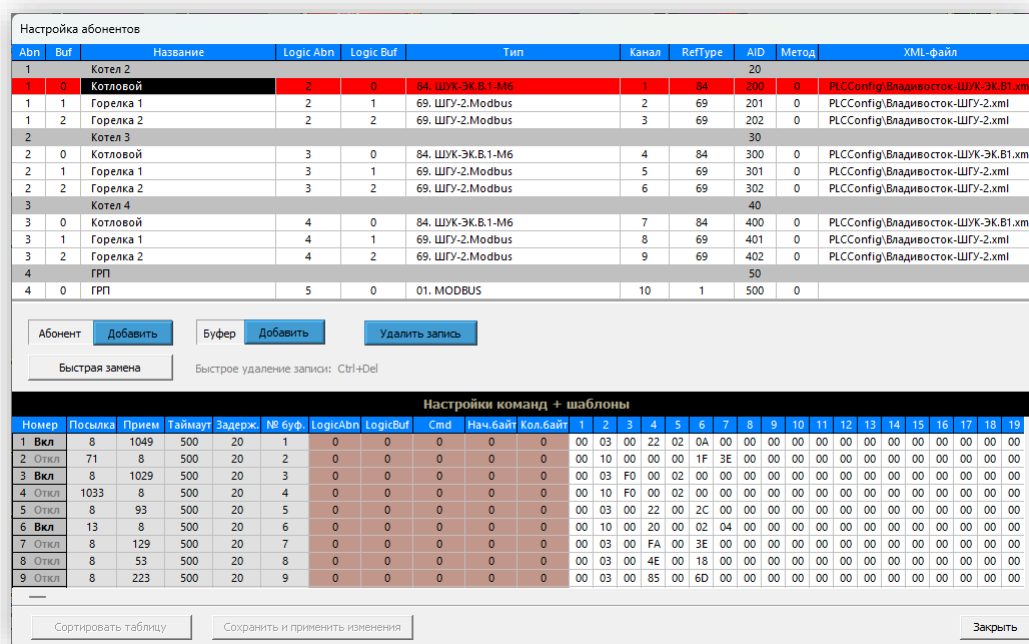 Настройка абонентов
Abn Buf Название Logic Abn Logic Buf Тип Канал RefType AID Метод XML-файл
1 Котел 2 20
1 0 Котловой 2 0 84. ШУК-ЭК.В.1-М6 1 84 200 0 PLCConfig\Владивосток-ШУК-ЭК.В1.xm
1 1 Горелка 1 2 1 69. ШГУ-2.Modbus 2 69 201 0 PLCConfig\Владивосток-ШГУ-2.xml
1 2 Горелка 2 2 2 69. ШГУ-2.Modbus 3 69 202 0 PLCConfig\Владивосток-ШГУ-2.xml
2 Котел 3 30
2 0 Котловой 3 0 84. ШУК-ЭК.В.1-М6 4 84 300 0 PLCConfig\Владивосток-ШУК-ЭК.В1.xm
2 1 Горелка 1 3 1 69. ШГУ-2.Modbus 5 69 301 0 PLCConfig\Владивосток-ШГУ-2.xml
2 2 Горелка 2 3 2 69. ШГУ-2.Modbus 6 69 302 0 PLCConfig\Владивосток-ШГУ-2.xml
3 Котел 4 40
3 0 Котловой 4 0 84. ШУК-ЭК.В.1-М6 7 84 400 0 PLCConfig\Владивосток-ШУК-ЭК.В1.xm
3 1 Горелка 1 4 1 69. ШГУ-2.Modbus 8 69 401 0 PLCConfig\Владивосток-ШГУ-2.xml
3 2 Горелка 2 4 2 69. ШГУ-2.Modbus 9 69 402 0 PLCConfig\Владивосток-ШГУ-2.xml
4 ГРП 50
4 0 ГРП 5 0 01. MODBUS 10 1 500 0
Абонент Добавить Буфер Добавить Удалить запись
Быстрая замена Быстрое удаление записи: Ctrl+Del
Настройки команд + шаблоны
Номер Посылка Прием Таймаут Задерж. № буф. LogicAbn LogicBuf Cmd Нач.байт Кол.байт 1 2 3 4 5 6 7 8 9 10 11 12 13 14 15 16 17 18 19
1 Вкл 8 1049 500 20 1 0 0 0 0 0 00 03 00 22 02 0A 00 00 00 00 00 00 00 00 00 00 00 00 00
2 Откл 71 8 500 20 2 0 0 0 0 0 00 10 00 00 00 1F 3E 00 00 00 00 00 00 00 00 00 00 00 00
3 Вкл 8 1029 500 20 3 0 0 0 0 0 00 03 F0 00 02 00 00 00 00 00 00 00 00 00 00 00 00 00 00
4 Откл 1033 8 500 20 4 0 0 0 0 0 00 10 F0 00 02 00 00 00 00 00 00 00 00 00 00 00 00 00 00
5 Откл 8 93 500 20 5 0 0 0 0 0 00 03 00 22 00 2C 00 00 00 00 00 00 00 00 00 00 00 00 00
6 Вкл 13 8 500 20 6 0 0 0 0 0 00 10 00 20 00 02 04 00 00 00 00 00 00 00 00 00 00 00 00
7 Откл 8 129 500 20 7 0 0 0 0 0 00 03 00 FA 00 3E 00 00 00 00 00 00 00 00 00 00 00 00 00
8 Откл 8 53 500 20 8 0 0 0 0 0 00 03 00 4E 00 18 00 00 00 00 00 00 00 00 00 00 00 00 00
9 Откл 8 223 500 20 9 0 0 0 0 0 00 03 00 85 00 6D 00 00 00 00 00 00 00 00 00 00 00 00 00
Сортировать таблицу Сохранить и применить изменения Закрыть